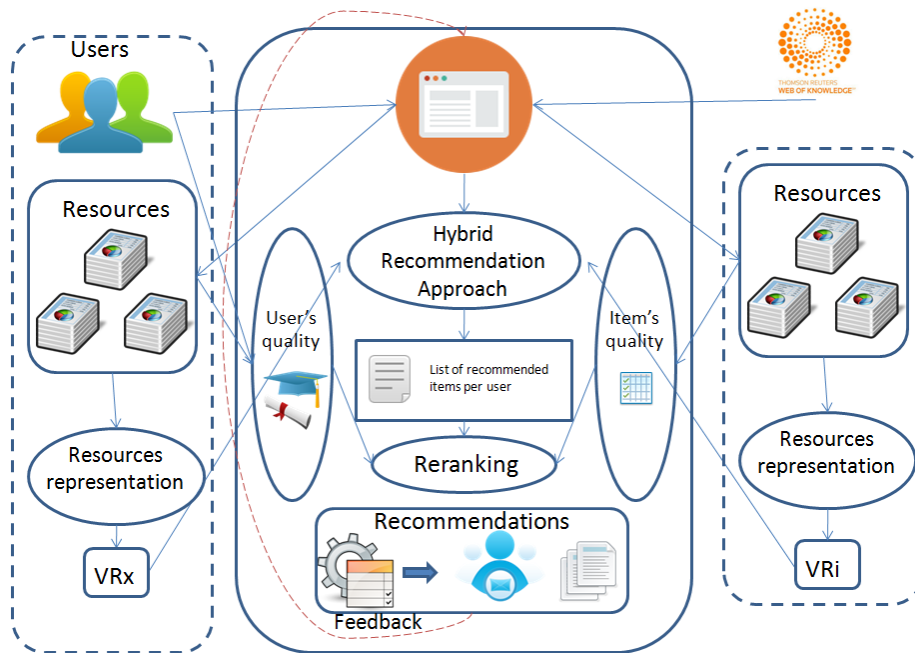 Users
THOMSON REUTERS
WEB OF KNOWLEDGE™
Resources
Resources
Hybrid
Recommendation
Approach
User's
quality
Item's
quality
List of recommended
items per user
Resources
representation
Resources
representation
Reranking
Recommendations
VRx
VRi
Feedback